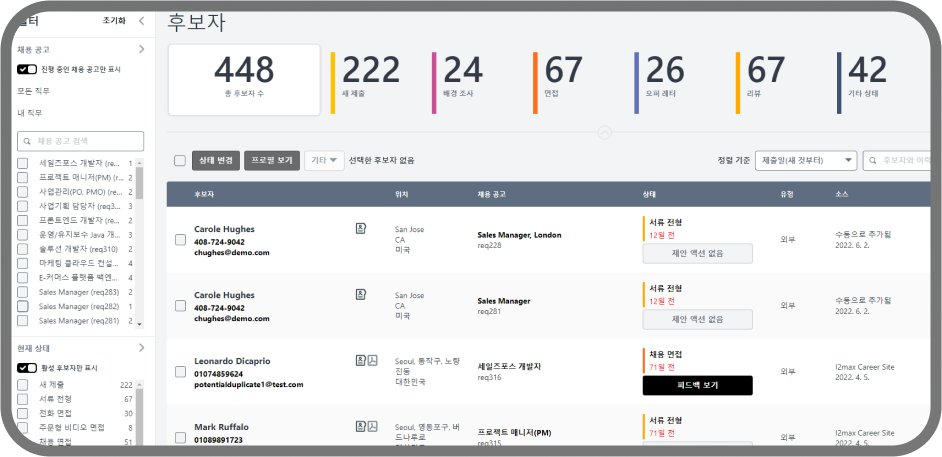 필터 초기화
채용 공고
진행 중인 채용 공고만 표시
모든 직무
내 직무
채용 공고 검색
세일즈포스 개발자 (re... 1
프로젝트 매니저(PM) (r... 2
사업관리(PO, PMO) (re... 2
사업기획 담당자 (req3... 3
프론트엔드 개발자 (re... 2
운영/유지보수 Java 개... 3
솔루션 개발자 (req310) 2
마케팅 클라우드 컨설... 4
E-커머스 플랫폼 백엔... 4
Sales Manager (req283) 2
Sales Manager (req282) 1
Sales Manager (req281) 2
현재 상태
활성 후보자만 표시
새 제출 222
서류 전형 67
전화 면접 30
주문형 비디오 면접 8
채용 면접 51
후보자
448
총 후보자 수
222
새 제출
24
배경 조사
67
면접
26
오퍼 레터
67
리뷰
42
기타 상태
상태 변경 프로필 보기 기타 선택한 후보자 없음
정렬 기준 제출일(새 것부터) 후보자와 이력
후보자 위치 채용 공고 상태 유형 소스
Carole Hughes
408-724-9042
chughes@demo.com
San Jose
CA
미국
Sales Manager, London
req228
서류 전형
12일 전
제안 액션 없음
외부
수동으로 추가됨
2022. 6. 2.
Carole Hughes
408-724-9042
chughes@demo.com
San Jose
CA
미국
Sales Manager
req281
서류 전형
12일 전
제안 액션 없음
외부
수동으로 추가됨
2022. 6. 2.
Leonardo Dicaprio
01074859624
potentialduplicate1@test.com
Seoul, 동작구, 노량
진동
대한민국
세일즈포스 개발자
req316
채용 면접
71일 전
피드백 보기
외부
I2max Career Site
2022. 4. 5.
Mark Ruffalo
01089891723
Seoul, 영등포구, 버
드나루로
프로젝트 매니저(PM)
req315
서류 전형
71일 전
외부
I2max Career Site
2022. 4. 5.